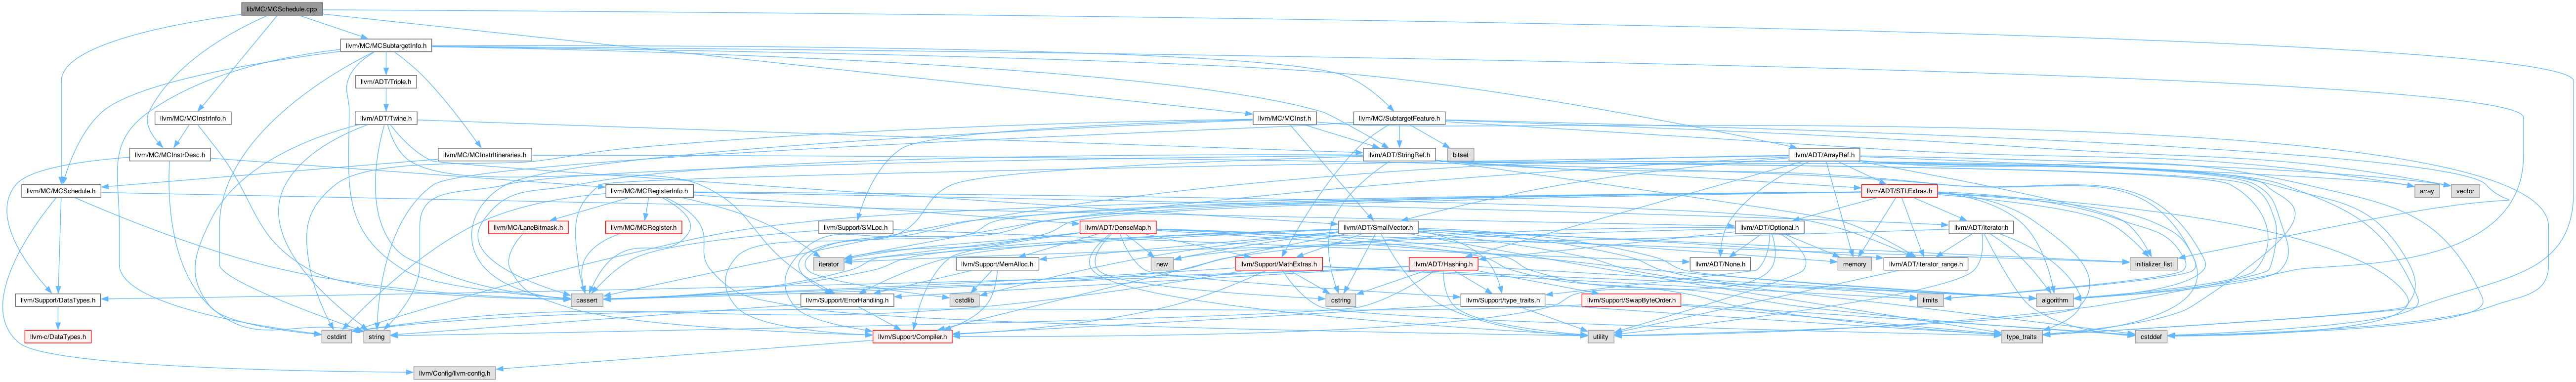 lib/MC/MCSchedule.cpp
llvm/MC/MCSubtargetInfo.h
llvm/ADT/Triple.h
llvm/MC/MCInstrInfo.h
llvm/ADT/Twine.h
llvm/MC/MCInst.h
llvm/MC/SubtargetFeature.h
llvm/MC/MCInstrDesc.h
llvm/MC/MCInstrItineraries.h
llvm/ADT/StringRef.h
bitset
llvm/ADT/ArrayRef.h
llvm/MC/MCSchedule.h
llvm/MC/MCRegisterInfo.h
llvm/ADT/STLExtras.h
array
vector
llvm/MC/LaneBitmask.h
llvm/MC/MCRegister.h
llvm/Support/SMLoc.h
llvm/ADT/DenseMap.h
llvm/ADT/SmallVector.h
llvm/ADT/Optional.h
llvm/ADT/iterator.h
iterator
llvm/Support/MemAlloc.h
new
llvm/Support/MathExtras.h
llvm/ADT/Hashing.h
llvm/ADT/None.h
memory
llvm/ADT/iterator_range.h
initializer_list
llvm/Support/DataTypes.h
cassert
llvm/Support/ErrorHandling.h
cstdlib
cstring
llvm/Support/type_traits.h
llvm/Support/SwapByteOrder.h
limits
algorithm
llvm-c/DataTypes.h
cstdint
string
llvm/Support/Compiler.h
utility
type_traits
cstddef
llvm/Config/llvm-config.h